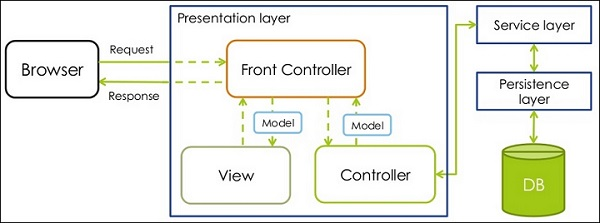 Presentation layer
Service layer
Request
Browser
Front Controller
Response
Persistence
layer
Model
Model
View
Controller
DB